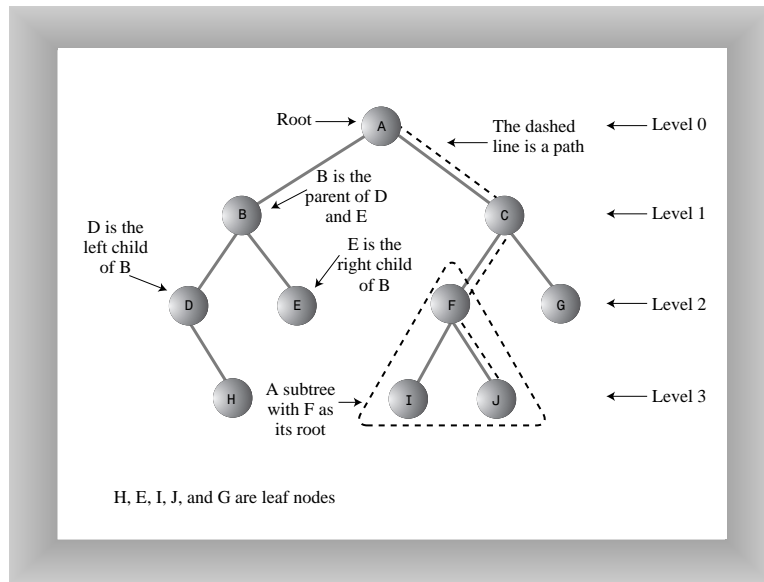 Root
A
The dashed
line is a path
Level 0
B is the
parent of D
and E
B
C
Level 1
D is the
left child
of B
E is the
right child
of B
D
E
F
G
Level 2
H
A subtree
with F as
its root
I
J
Level 3
H, E, I, J, and G are leaf nodes